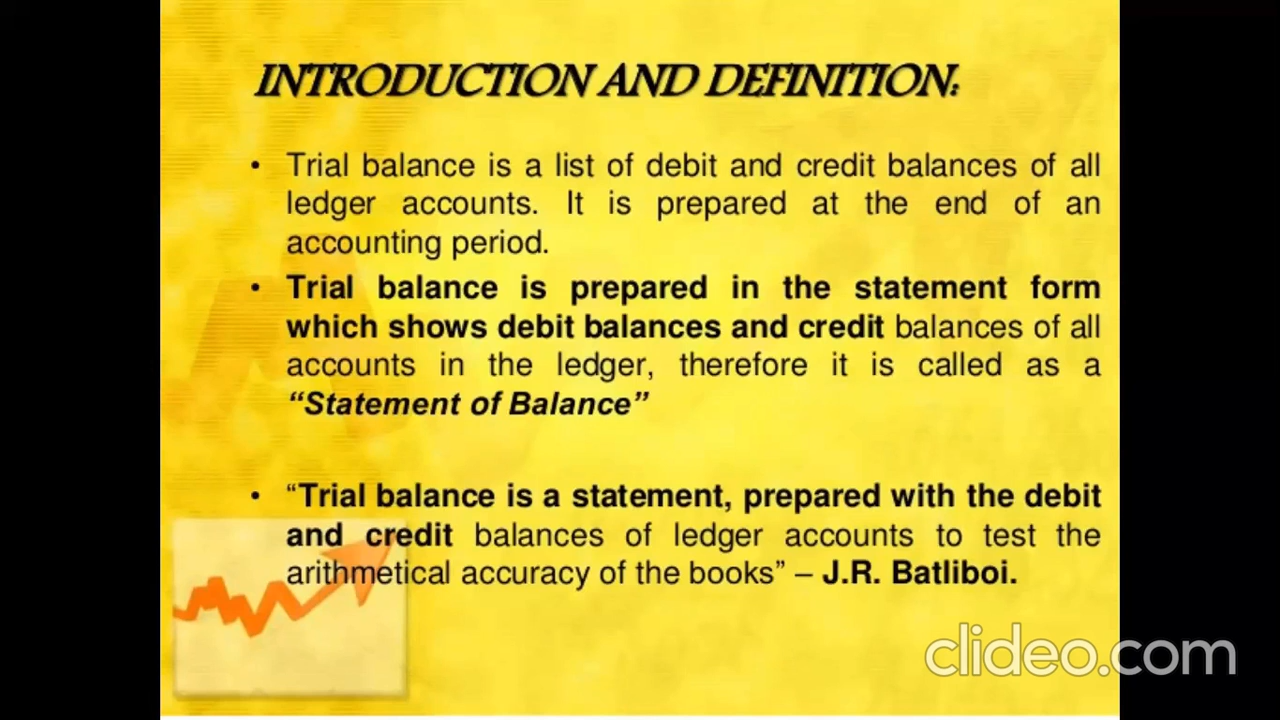 INTRODUCTION AND DEFINITION:
• Trial balance is a list of debit and credit balances of all
ledger accounts. It is prepared at the end of an
accounting period.
• Trial balance is prepared in the statement form
which shows debit balances and credit balances of all
accounts in the ledger, therefore it is called as a
“Statement of Balance”
• “Trial balance is a statement, prepared with the debit
and credit balances of ledger accounts to test the
arithmetical accuracy of the books” – J.R. Batliboi.
clideo.com